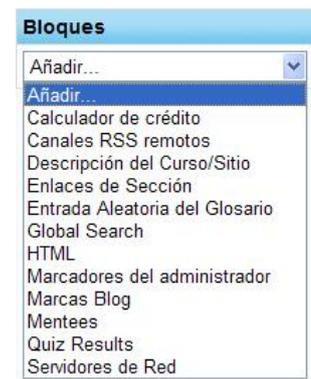 Bloques
Añadir...
Añadir...
Calculador de crédito
Canales RSS remotos
Descripción del Curso/Sitio
Enlaces de Sección
Entrada Aleatoria del Glosario
Global Search
HTML
Marcadores del administrador
Marcas Blog
Mentees
Quiz Results
Servidores de Red